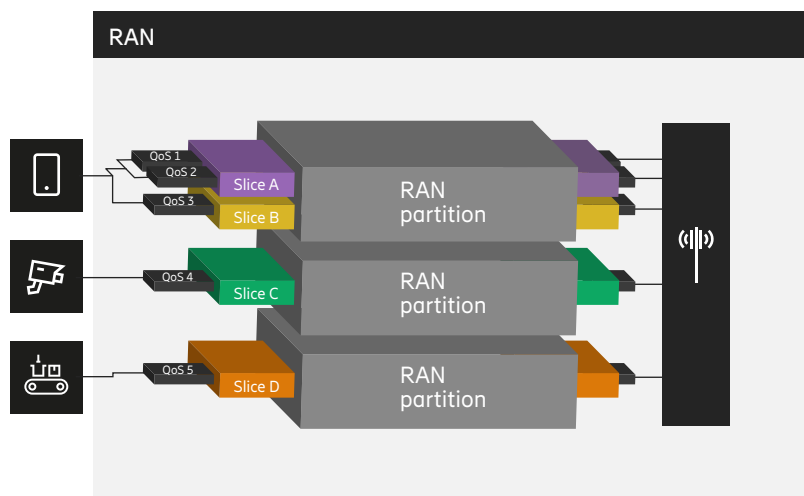 RAN
QoS 1
QoS 2
Slice A
QoS 3
Slice B
RAN
partition
QoS 4
Slice C
RAN
partition
QoS 5
Slice D
RAN
partition